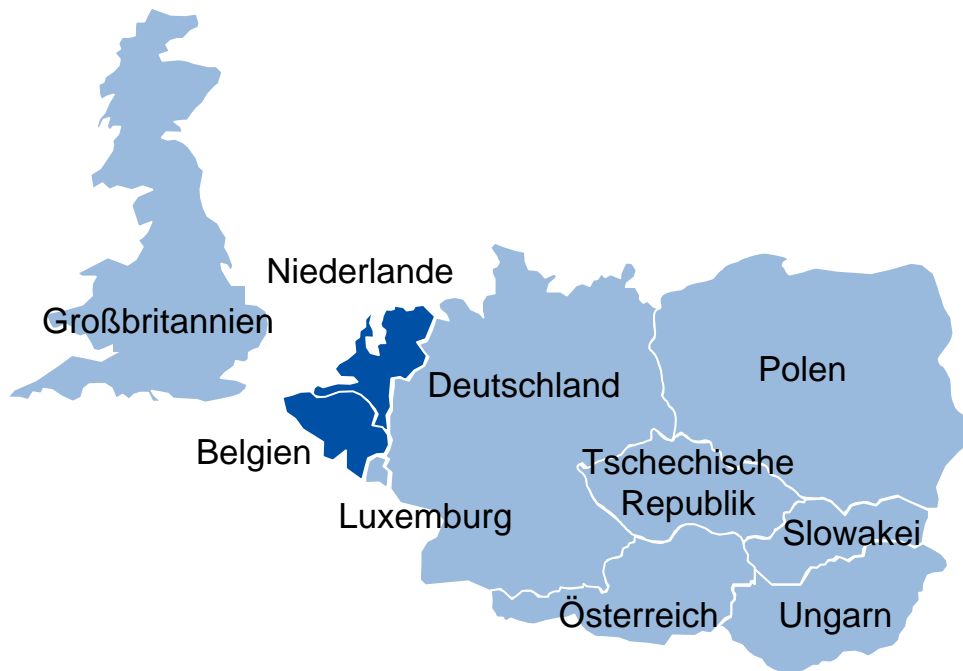 Niederlande
Großbritannien
Polen
Deutschland
Belgien
Tschechische
Republik
Luxemburg
Slowakei
Österreich
Ungarn